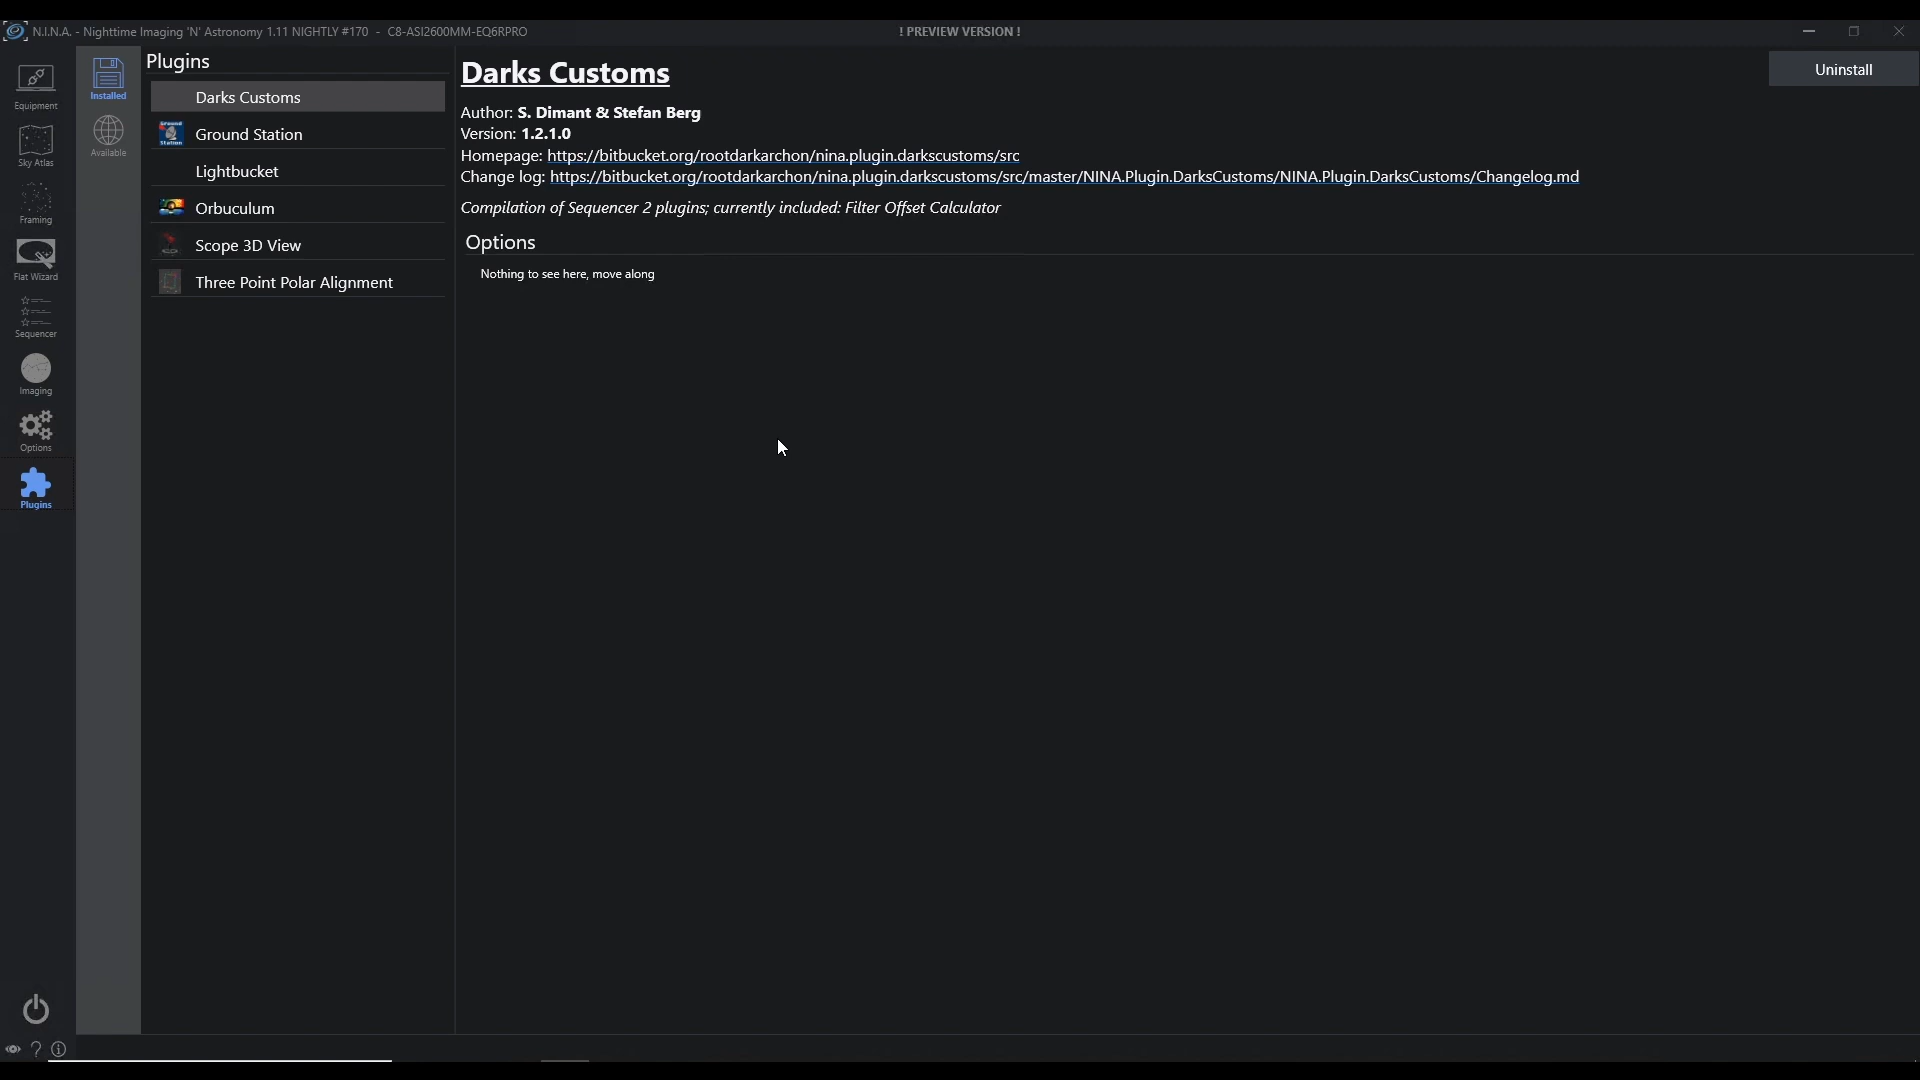 N.I.N.A. - Nighttime Imaging 'N' Astronomy 1.11 NIGHTLY #170 - C8-ASI2600MM-EQ6RPRO
! PREVIEW VERSION !
Equipment
Sky Atlas
Framing
Flat Wizard
Sequencer
Imaging
Options
Plugins
Installed
Available
Plugins
Darks Customs
Ground Station
Lightbucket
Orbuculum
Scope 3D View
Three Point Polar Alignment
Darks Customs
Uninstall
Author: S. Dimant & Stefan Berg
Version: 1.2.1.0
Homepage: https://bitbucket.org/rootdarkarchon/nina.plugin.darkscustoms/src
Change log: https://bitbucket.org/rootdarkarchon/nina.plugin.darkscustoms/src/master/NINA.Plugin.DarksCustoms/NINA.Plugin.DarksCustoms/Changelog.md
Compilation of Sequencer 2 plugins; currently included: Filter Offset Calculator
Options
Nothing to see here, move along